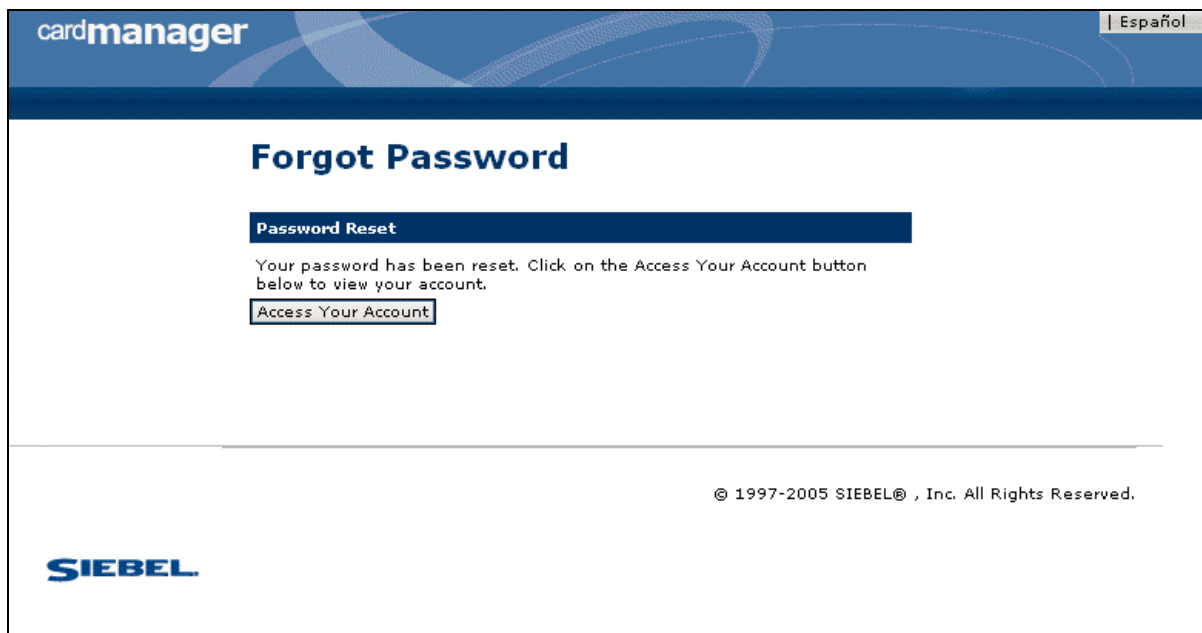 cardmanager
| Español
Forgot Password
Password Reset
Your password has been reset. Click on the Access Your Account button
below to view your account.
Access Your Account
© 1997-2005 SIEBEL® , Inc. All Rights Reserved.
SIEBEL.